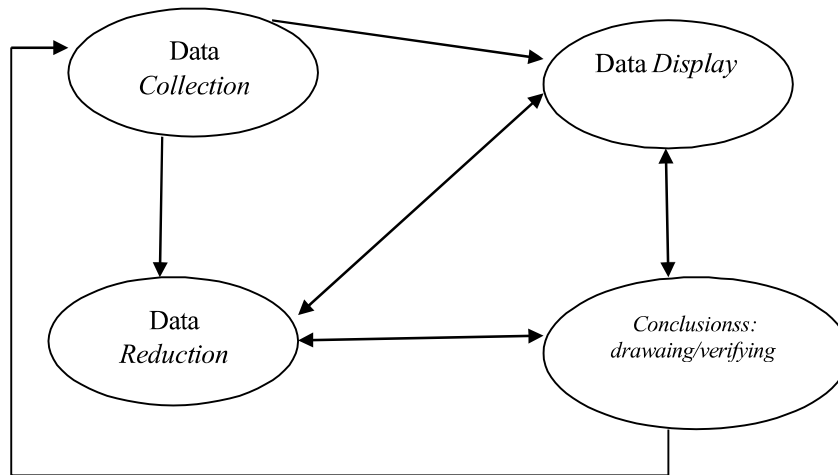 Data
Collection
Data Display
Data
Reduction
Conclusionss:
drawaing/verifying